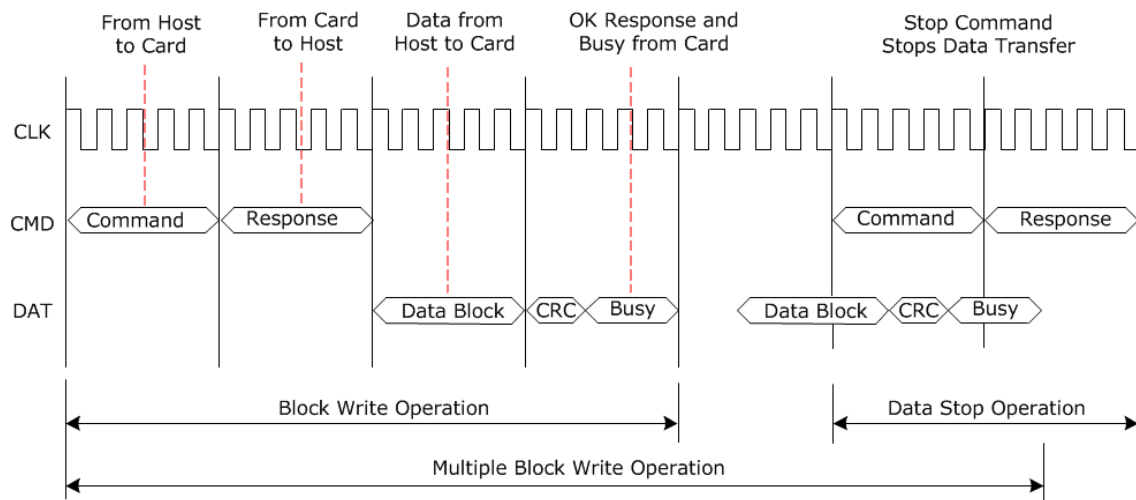 From Host
to Card
From Card
to Host
Data from
Host to Card
OK Response and
Busy from Card
Stop Command
Stops Data Transfer
CLK
CMD
Command
Response
Command
Response
DAT
Data Block
CRC
Busy
Data Block
CRC
Busy
Block Write Operation
Data Stop Operation
Multiple Block Write Operation